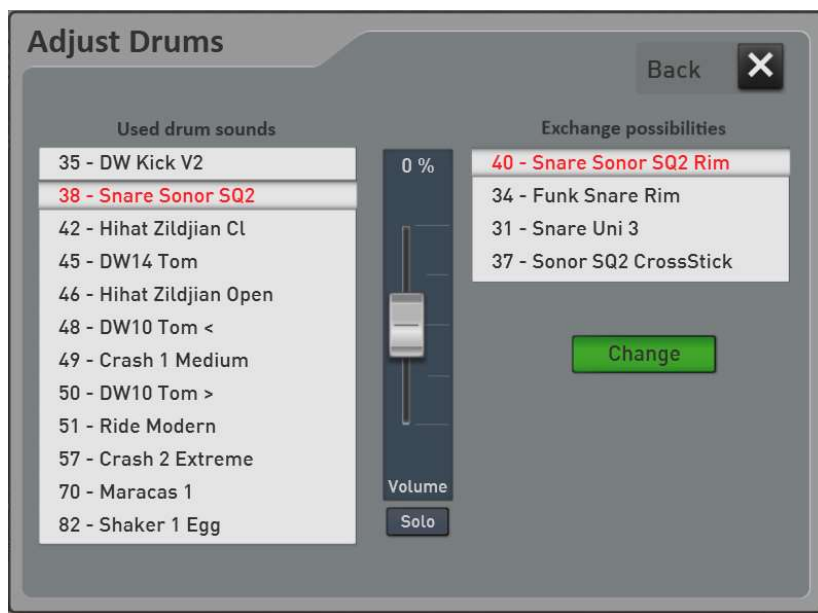 Adjust Drums
Back
Used drum sounds
35 - DW Kick V2
38 - Snare Sonor SQ2
42 - Hihat Zildjian Cl
45 - DW14 Tom
46 - Hihat Zildjian Open
48 - DW10 Tom <
49 - Crash 1 Medium
50 - DW10 Tom >
51 - Ride Modern
57 - Crash 2 Extreme
70 - Maracas 1
82 - Shaker 1 Egg
0 %
Volume
Solo
Exchange possibilities
40 - Snare Sonor SQ2 Rim
34 - Funk Snare Rim
31 - Snare Uni 3
37 - Sonor SQ2 CrossStick
Change